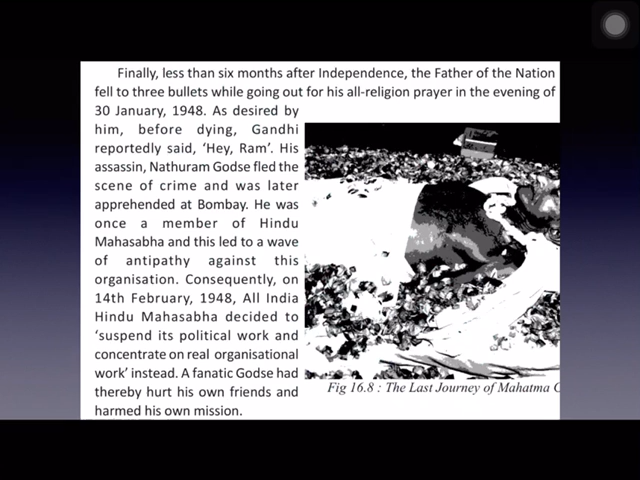 Finally, less than six months after Independence, the Father of the Nation
fell to three bullets while going out for his all-religion prayer in the evening of
30 January, 1948. As desired by
him, before dying, Gandhi
reportedly said, ‘Hey, Ram’. His
assassin, Nathuram Godse fled the
scene of crime and was later
apprehended at Bombay. He was
once a member of Hindu
Mahasabha and this led to a wave
of antipathy against this
organisation. Consequently, on
14th February, 1948, All India
Hindu Mahasabha decided to
‘suspend its political work and
concentrate on real organisational
work’ instead. A fanatic Godse had
thereby hurt his own friends and
harmed his own mission.
Fig 16.8 : The Last Journey of Mahatma